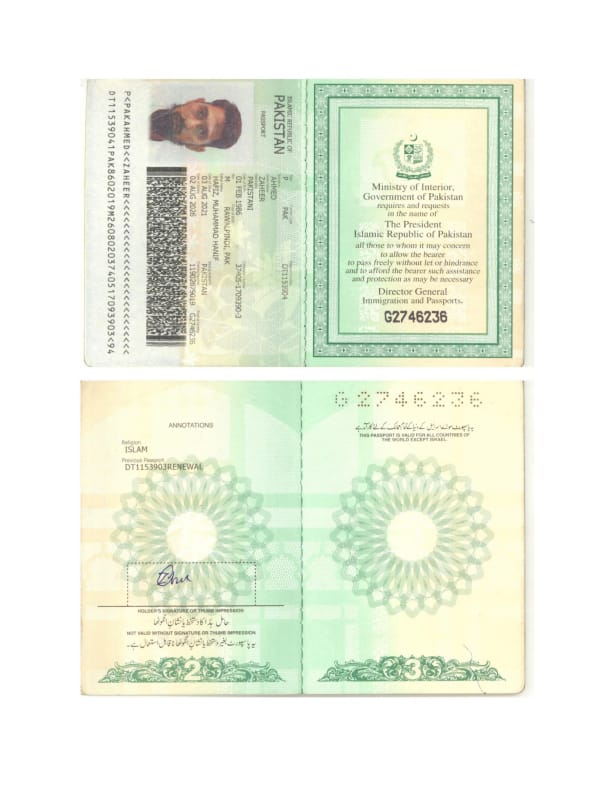 ISLAMIC REPUBLIC OF
PAKISTAN
PASSPORT
P PAK DT1153904
AHMED
ZAHEER
PAKISTANI
01 FEB 1986 37405-1709390-3
M RAWALPINDI, PAK
HAFIZ, MUHAMMAD HANIF
03 AUG 2021 PAKISTAN
02 AUG 2026 G2746236
P<PAKAHMED<<ZAHEER<<<<<<<<<<<<<<<<<<<<<<<<<<
DT11539041PAK8602019M26080203740517093903<94
Ministry of Interior,
Government of Pakistan
requires and requests
in the name of
The President
Islamic Republic of Pakistan
all those to whom it may concern
to allow the bearer
to pass freely without let or hindrance
and to afford the bearer such assistance
and protection as may be necessary
Director General
Immigration and Passports.
G2746236
ANNOTATIONS
Religion
ISLAM
Previous Passport
DT1153903RENEWAL
HOLDER'S SIGNATURE OR THUMB IMPRESSION
حامل ہذا کا دستخط یا نشان انگوٹھا
NOT VALID WITHOUT SIGNATURE OR THUMB IMPRESSION
یہ پاسپورٹ بغیر دستخط یا نشان انگوٹھا ناقابل استعمال ہے۔
2
G2746236
یہ پاسپورٹ سوائے اسرائیل کے دنیا کے تمام ممالک کے لئے کارآمد ہے
THIS PASSPORT IS VALID FOR ALL COUNTRIES OF
THE WORLD EXCEPT ISRAEL
3